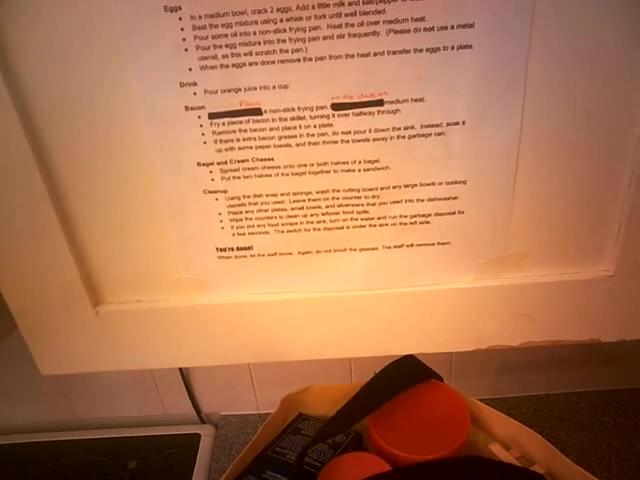 Eggs
In a medium bowl, crack 2 eggs. Add a little milk and salt/pepper to
Beat the egg mixture using a whisk or fork until well blended.
Pour some oil into a non-stick frying pan. Heat the oil over medium heat.
Pour the egg mixture into the frying pan and stir frequently. (Please do not use a metal
utensil, as this will scratch the pan.)
When the eggs are done remove the pan from the heat and transfer the eggs to a plate.
Drink
Pour orange juice into a cup.
Bacon
Place a non-stick frying pan, on the stove on medium heat.
Fry a piece of bacon in the skillet, turning it over halfway through.
Remove the bacon and place it on a plate.
If there is extra bacon grease in the pan, do not pour it down the sink. Instead, soak it
up with some paper towels, and then throw the towels away in the garbage can.
Bagel and Cream Cheese
Spread cream cheese onto one or both halves of a bagel.
Put the two halves of the bagel together to make a sandwich.
Cleanup
Using the dish soap and sponge, wash the cutting board and any large bowls or cooking
utensils that you used. Leave them on the counter to dry.
Place any other plates, small bowls, and silverware that you used into the dishwasher.
Wipe the counters to clean up any leftover food spills.
If you put any food scraps in the sink, turn on the water and run the garbage disposal for
a few seconds. The switch for the disposal is under the sink on the left side.
You're done!
When done, let the staff know. Again, do not touch the glasses. The staff will remove them.